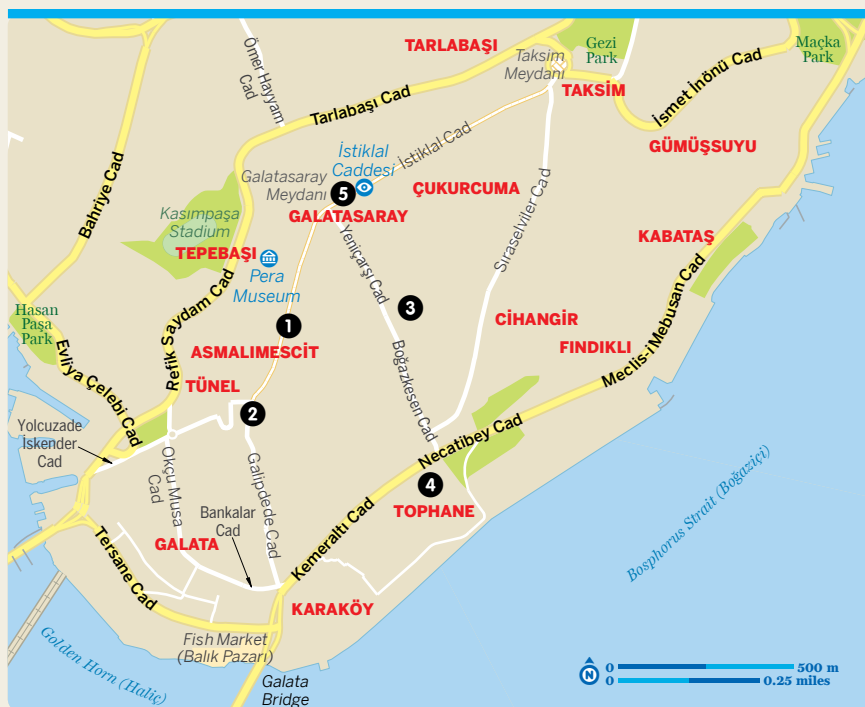 TARLABAŞI
Gezi
Park
Maçka
Park
Ömer Hayyam
Cad
Taksim
Meydanı
TAKSİM
İsmet İnönü Cad
Tarlabaşı Cad
GÜMÜŞSUYU
Bahriye Cad
İstiklal
Caddesi
İstiklal Cad
Galatasaray
Meydanı
5
ÇUKURCUMA
GALATASARAY
Kasımpaşa
Stadium
TEPEBAŞI
Pera
Museum
Yeniçarşı Cad
Sıraselviler Cad
KABATAŞ
Hasan
Paşa
Park
Refik Saydam Cad
3
1
CİHANGİR
ASMALIMESCİT
FINDIKLI
Meclis-i Mebusan Cad
Evliya Çelebi Cad
TÜNEL
Boğazkesen Cad
2
Yolcuzade
İskender
Cad
Okçu Musa
Cad
Galipdede Cad
Necatibey Cad
4
TOPHANE
Bankalar
Cad
GALATA
Kemeraltı Cad
Tersane Cad
Bosphorus Strait (Boğaziçi)
KARAKÖY
Fish Market
(Balık Pazarı)
Golden Horn (Haliç)
Galata
Bridge
N
0 500 m
0 0.25 miles